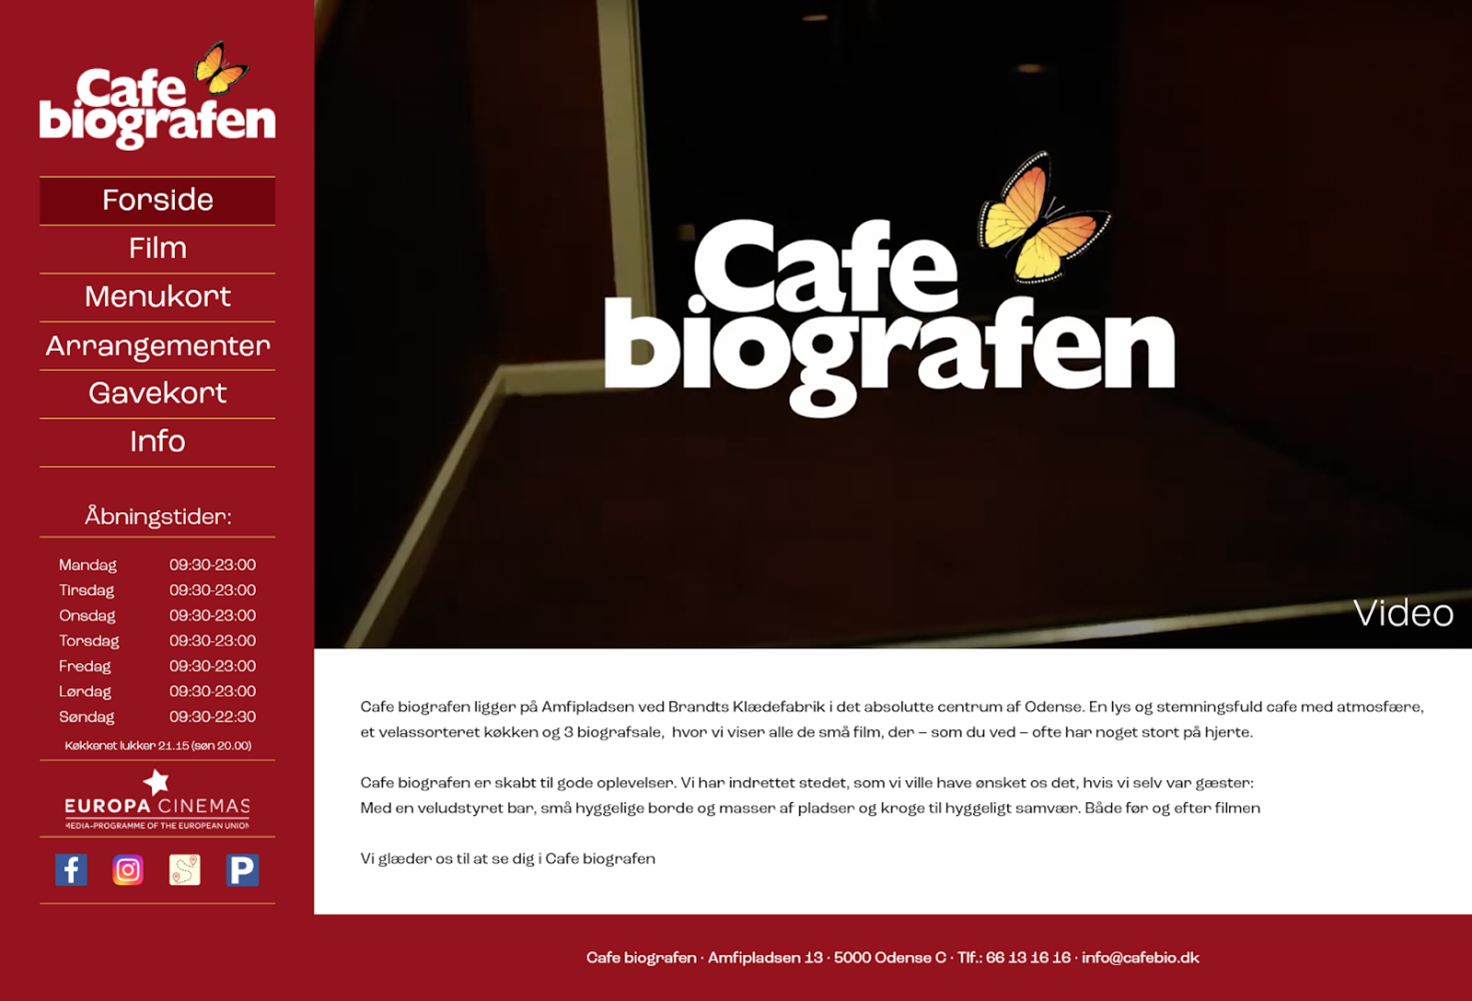 Cafe
biografen
Forside
Film
Menukort
Arrangementer
Gavekort
Info
Åbningstider:
Mandag 09:30-23:00
Tirsdag 09:30-23:00
Onsdag 09:30-23:00
Torsdag 09:30-23:00
Fredag 09:30-23:00
Lørdag 09:30-23:00
Søndag 09:30-22:30
Køkkenet lukker 21.15 (søn 20.00)
EUROPA CINEMAS
MEDIA-PROGRAMME OF THE EUROPEAN UNION
f
P
Cafe
biografen
Video
Cafe biografen ligger på Amfipladsen ved Brandts Klædefabrik i det absolutte centrum af Odense. En lys og stemningsfuld cafe med atmosfære,
et velassorteret køkken og 3 biografsale, hvor vi viser alle de små film, der – som du ved – ofte har noget stort på hjerte.
Cafe biografen er skabt til gode oplevelser. Vi har indrettet stedet, som vi ville have ønsket os det, hvis vi selv var gæster:
Med en veludstyret bar, små hyggelige borde og masser af pladser og kroge til hyggeligt samvær. Både før og efter filmen
Vi glæder os til at se dig i Cafe biografen
Cafe biografen · Amfipladsen 13 · 5000 Odense C · Tlf.: 66 13 16 16 · info@cafebio.dk